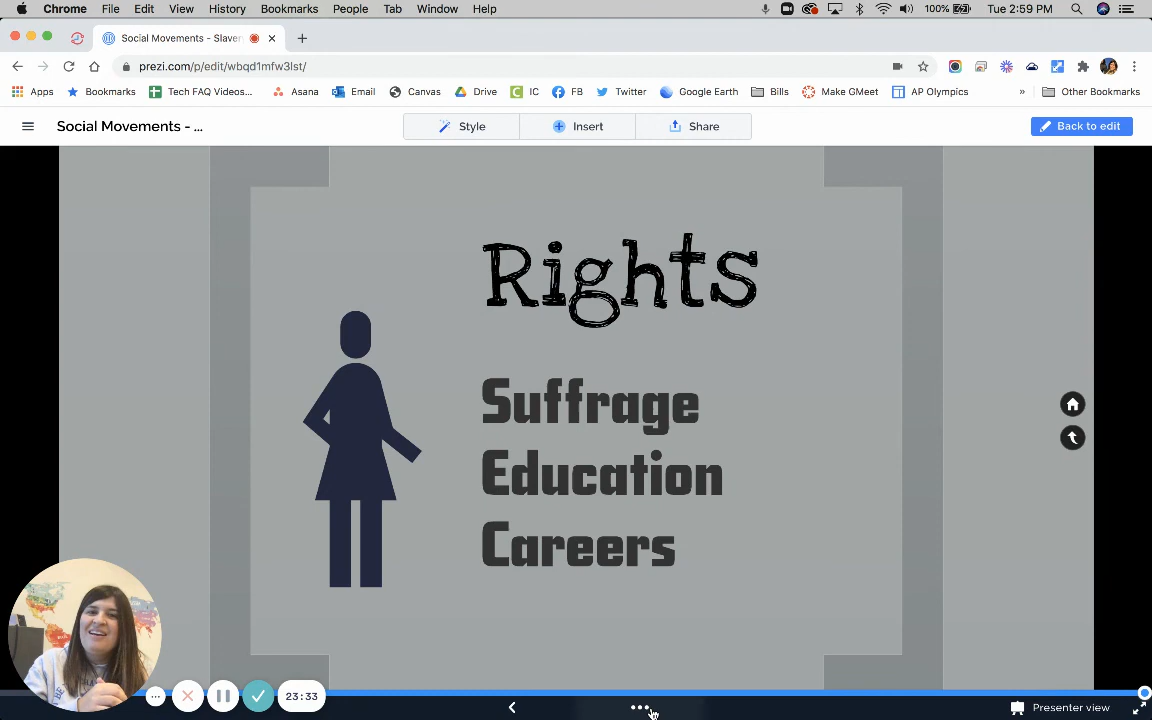 Chrome File Edit View History Bookmarks People Tab Window Help 100% Tue 2:59 PM
Social Movements - Slaver
prezi.com/p/edit/wbqd1mfw3lst/
Apps Bookmarks Tech FAQ Videos... Asana Email Canvas Drive IC FB Twitter Google Earth Bills Make GMeet AP Olympics » Other Bookmarks
Social Movements - ... Style Insert Share Back to edit
Rights
Suffrage
Education
Careers
23:33
Presenter view